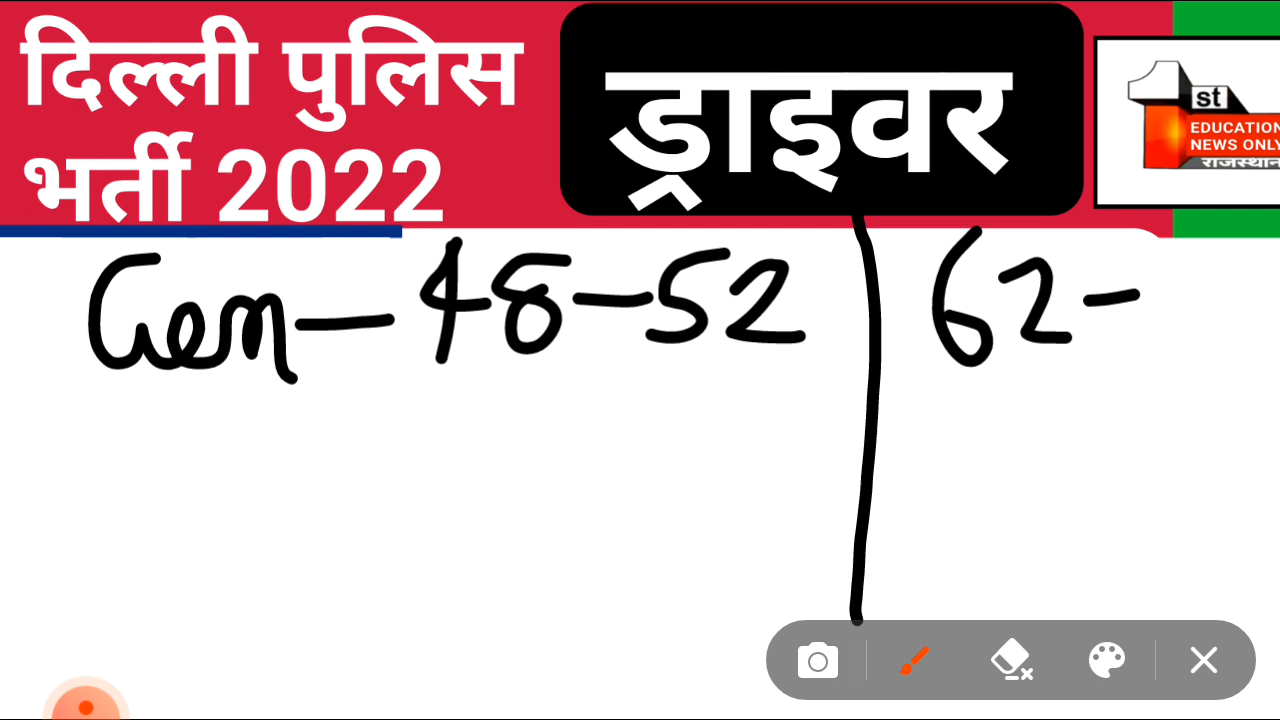 दिल्ली पुलिस
भर्ती 2022
ड्राइवर
1st
EDUCATION
NEWS ONLY
राजस्थान
Gen - 48 - 52
62 -